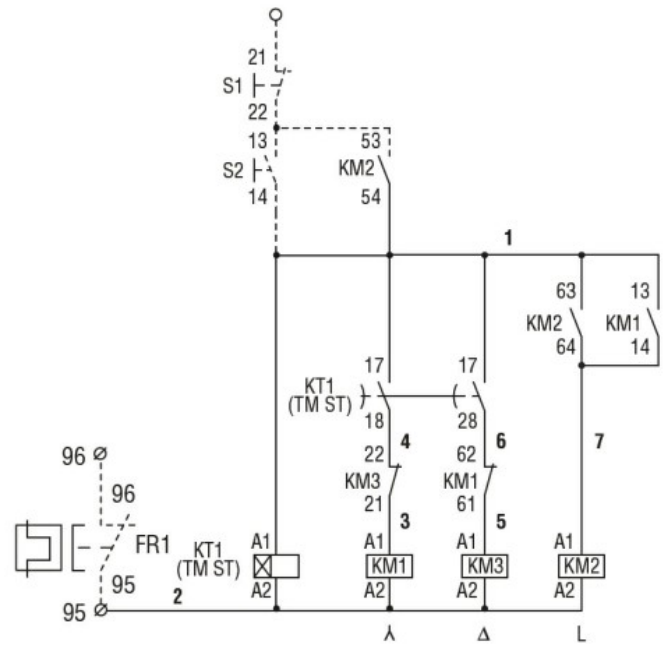 21
S1
22
13 53
S2 KM2
14 54
1
63 13
KM2 KM1
64 14
17 17
KT1
(TM ST)
18 28
4 6 7
96 22 62
96 KM3 KM1
21 61
FR1 3 5
KT1 A1 A1 A1 A1
(TM ST) KM1 KM3 KM2
95 A2 A2 A2 A2
95 2
⅄ Δ L